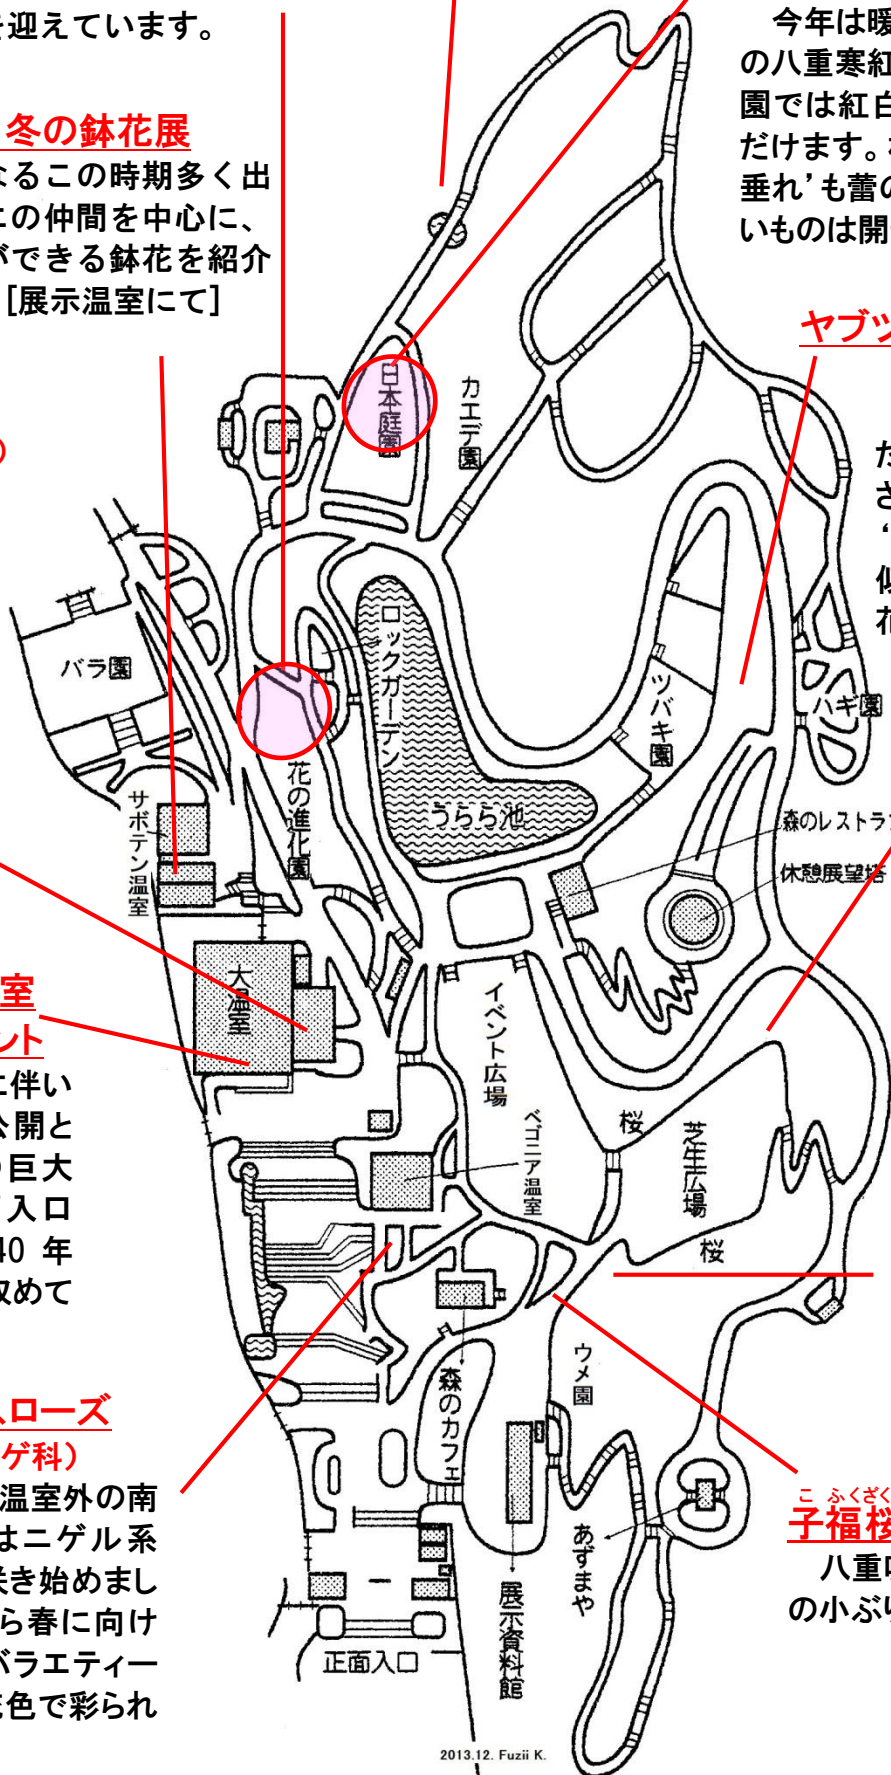 を迎えています。
冬の鉢花展
なるこの時期多く出
ニの仲間を中心に、
ができる鉢花を紹介
[展示温室にて]
今年は暖
の八重寒紅
園では紅白
だけます。
垂れ’も蕾の
いものは開
ヤブツ
た
さ
‘
花
日本庭園
カエデ園
バラ園
ロックガーデン
ツバキ園
ハギ園
花の進化園
うらら池
サボテン温室
森のレストラ
休憩展望塔
大温室
イベント広場
ベゴニア温室
桜
芝生広場
桜
室
ント
に伴い
公開と
の巨大
入口
40 年
収めて
スローズ
ゲ科）
温室外の南
はニゲル系
咲き始めまし
ら春に向け
バラエティー
花色で彩られ
森のカフェ
ウメ園
あずまや
展示資料館
正面入口
こ ふくざく
子福桜
八重
の小ぶり
2013.12. Fuzii K.